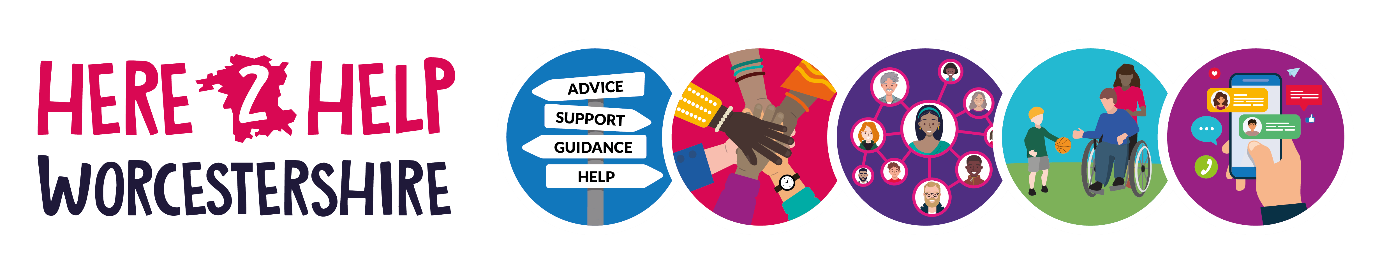 HERE 2 HELP
WORCESTERSHIRE
ADVICE
SUPPORT
GUIDANCE
HELP